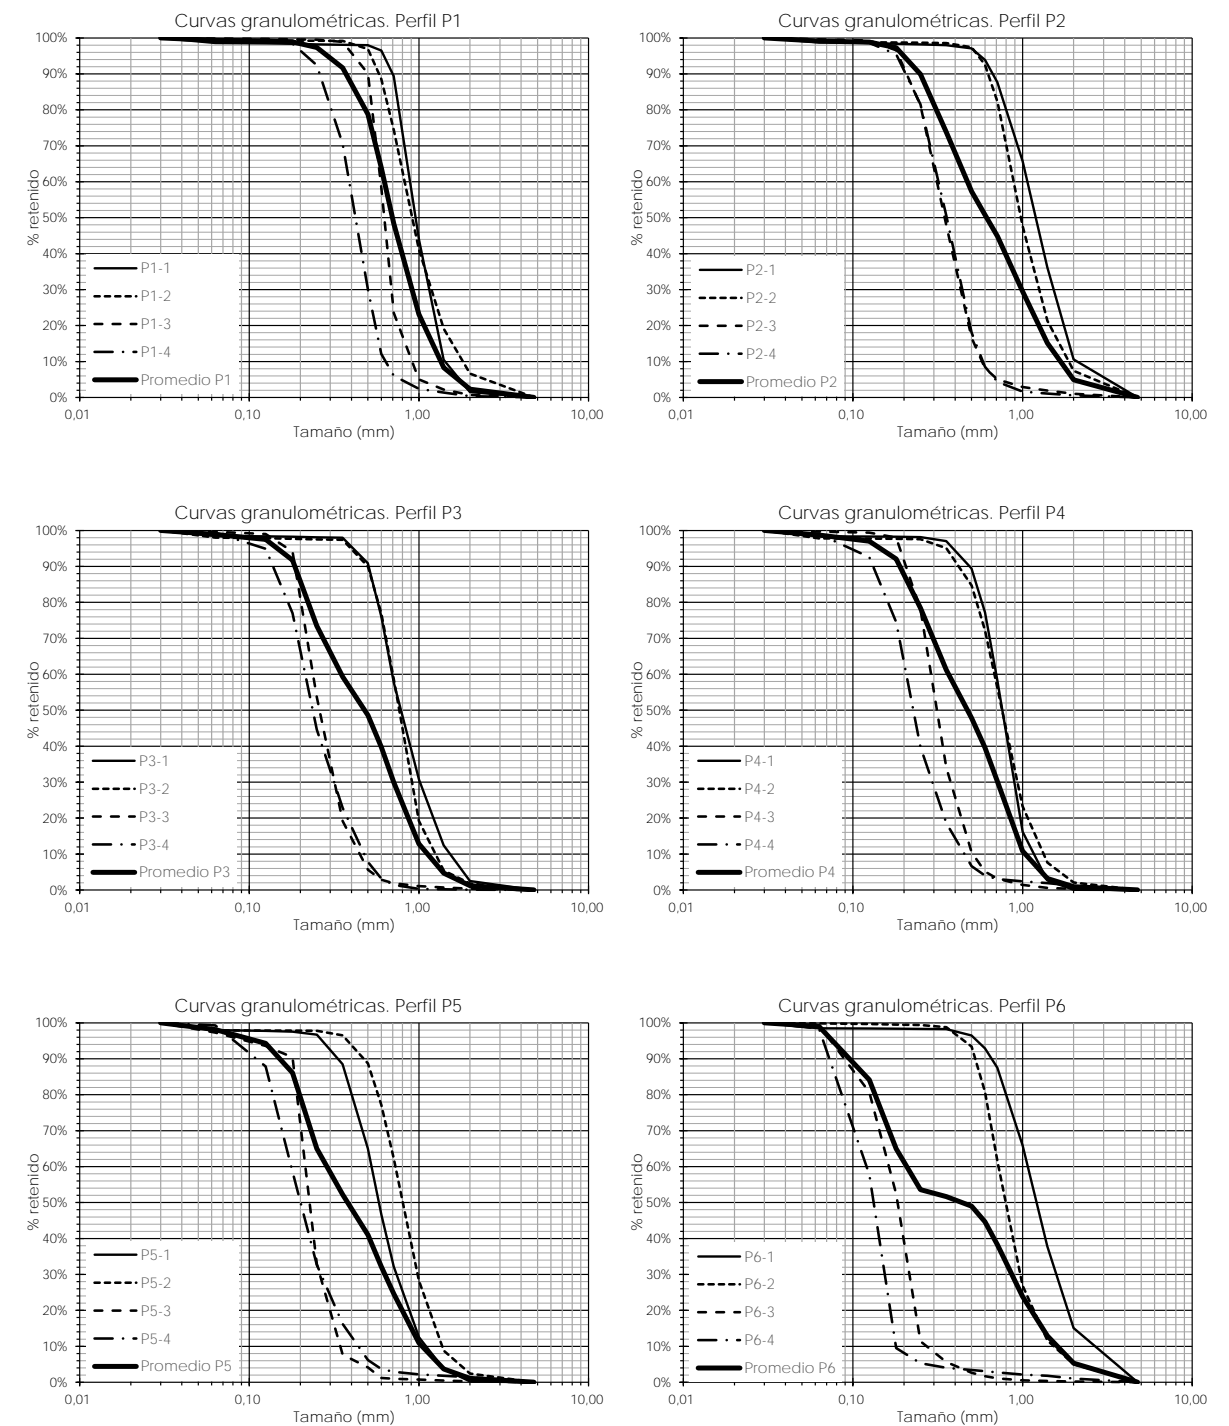 Curvas granulométricas. Perfil P1
100%
90%
80%
70%
60%
50%
40%
30%
20%
10%
0%
% retenido
P1-1
P1-2
P1-3
P1-4
Promedio P1
0,01 0,10 1,00 10,00
Tamaño (mm)
Curvas granulométricas. Perfil P2
100%
90%
80%
70%
60%
50%
40%
30%
20%
10%
0%
% retenido
P2-1
P2-2
P2-3
P2-4
Promedio P2
0,01 0,10 1,00 10,00
Tamaño (mm)
Curvas granulométricas. Perfil P3
100%
90%
80%
70%
60%
50%
40%
30%
20%
10%
0%
% retenido
P3-1
P3-2
P3-3
P3-4
Promedio P3
0,01 0,10 1,00 10,00
Tamaño (mm)
Curvas granulométricas. Perfil P4
100%
90%
80%
70%
60%
50%
40%
30%
20%
10%
0%
% retenido
P4-1
P4-2
P4-3
P4-4
Promedio P4
0,01 0,10 1,00 10,00
Tamaño (mm)
Curvas granulométricas. Perfil P5
100%
90%
80%
70%
60%
50%
40%
30%
20%
10%
0%
% retenido
P5-1
P5-2
P5-3
P5-4
Promedio P5
0,01 0,10 1,00 10,00
Tamaño (mm)
Curvas granulométricas. Perfil P6
100%
90%
80%
70%
60%
50%
40%
30%
20%
10%
0%
% retenido
P6-1
P6-2
P6-3
P6-4
Promedio P6
0,01 0,10 1,00 10,00
Tamaño (mm)